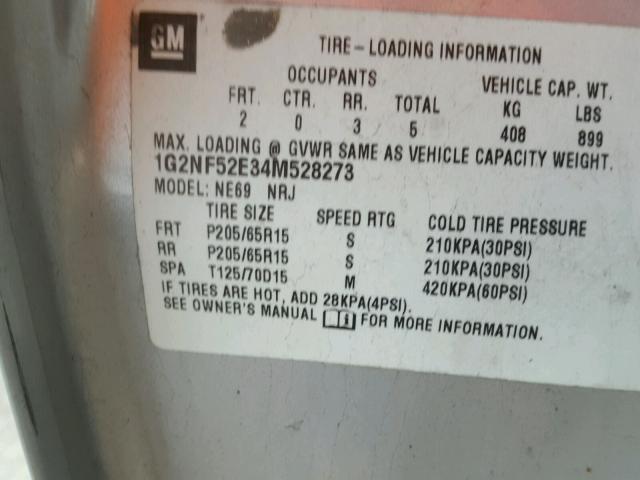 GM
TIRE-LOADING INFORMATION
OCCUPANTS VEHICLE CAP. WT.
FRT. CTR. RR. TOTAL KG LBS
2 0 3 5 408 899
MAX. LOADING @ GVWR SAME AS VEHICLE CAPACITY WEIGHT.
1G2NF52E34M528273
MODEL: NE69 NRJ
TIRE SIZE SPEED RTG COLD TIRE PRESSURE
FRT P205/65R15 S 210KPA(30PSI)
RR P205/65R15 S 210KPA(30PSI)
SPA T125/70D15 M 420KPA(60PSI)
IF TIRES ARE HOT, ADD 28KPA(4PSI).
SEE OWNER'S MANUAL FOR MORE INFORMATION.